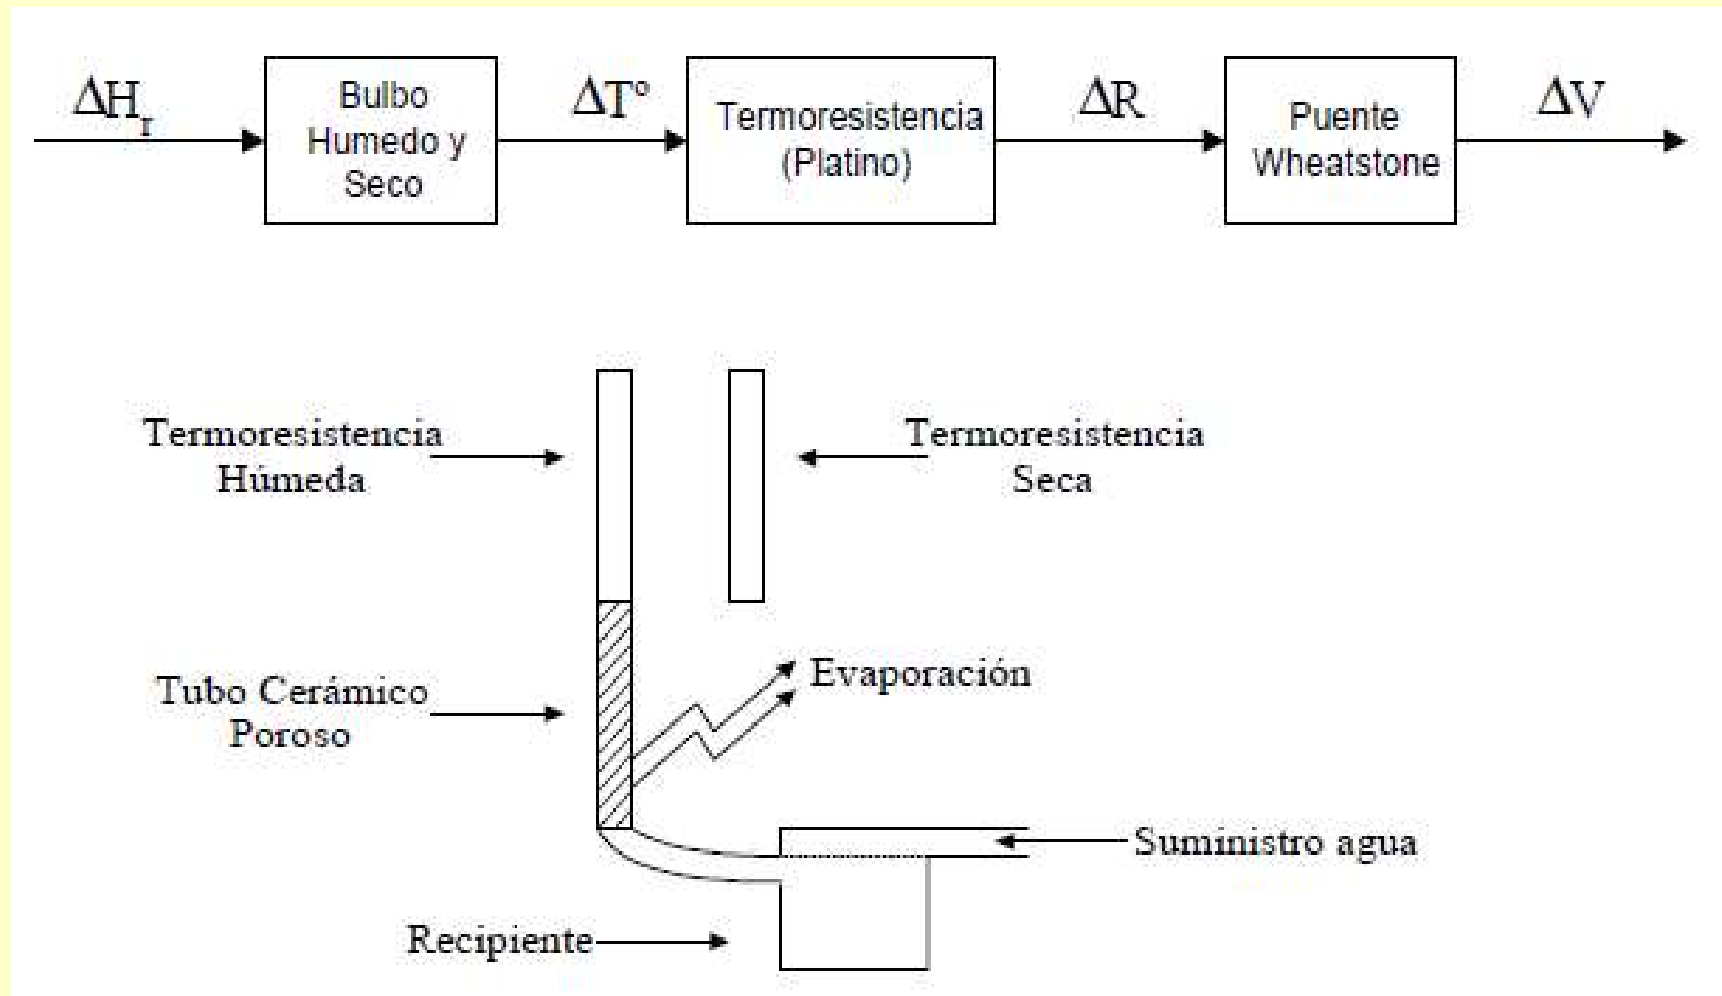 ΔHr
Bulbo
Humedo y
Seco
ΔTº
Termoresistencia
(Platino)
ΔR
Puente
Wheatstone
ΔV
Termoresistencia
Húmeda
Termoresistencia
Seca
Tubo Cerámico
Poroso
Evaporación
Suministro agua
Recipiente